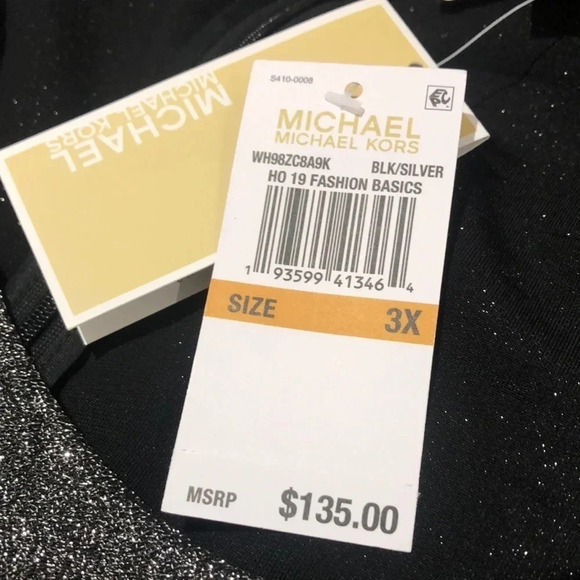 MICHAEL
MICHAEL KORS
S410-0008
MICHAEL
MICHAEL KORS
WH98ZC8A9K BLK/SILVER
HO 19 FASHION BASICS
1 93599 41346 4
SIZE 3X
MSRP $135.00